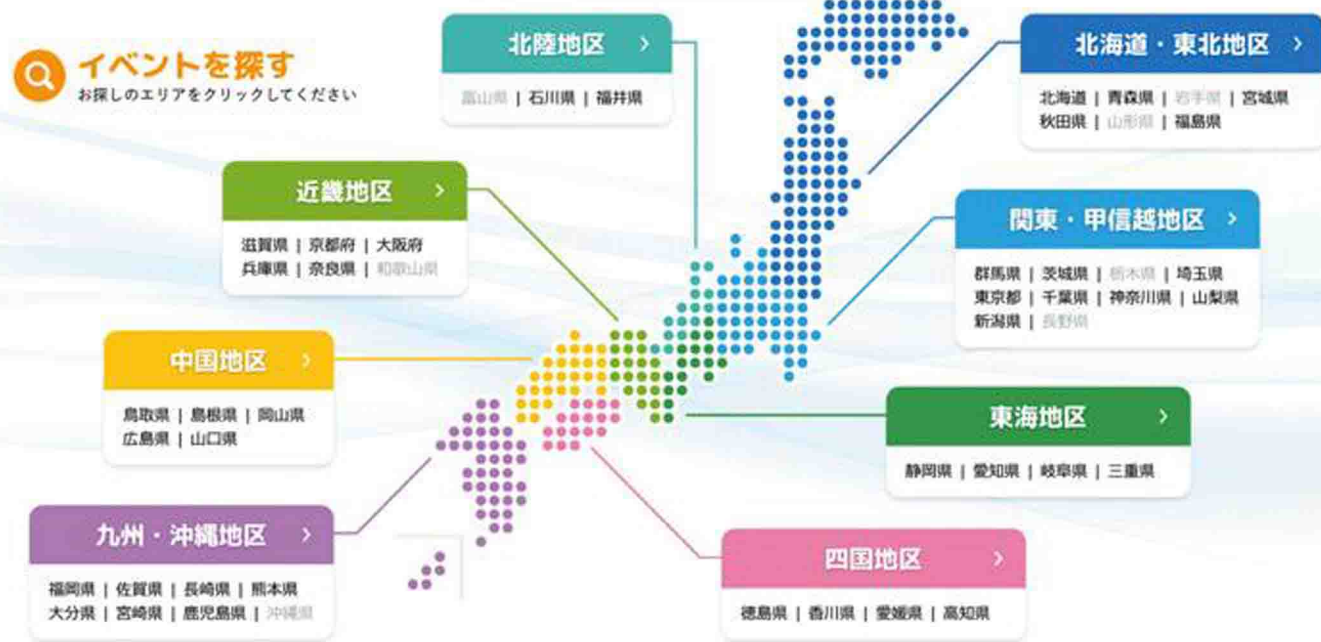 イベントを探す
お探しのエリアをクリックしてください
北陸地区
富山県 | 石川県 | 福井県
北海道・東北地区
北海道 | 青森県 | 岩手県 | 宮城県
秋田県 | 山形県 | 福島県
近畿地区
滋賀県 | 京都府 | 大阪府
兵庫県 | 奈良県 | 和歌山県
関東・甲信越地区
群馬県 | 茨城県 | 栃木県 | 埼玉県
東京都 | 千葉県 | 神奈川県 | 山梨県
新潟県 | 長野県
中国地区
鳥取県 | 島根県 | 岡山県
広島県 | 山口県
東海地区
静岡県 | 愛知県 | 岐阜県 | 三重県
九州・沖縄地区
福岡県 | 佐賀県 | 長崎県 | 熊本県
大分県 | 宮崎県 | 鹿児島県 | 沖縄県
四国地区
徳島県 | 香川県 | 愛媛県 | 高知県